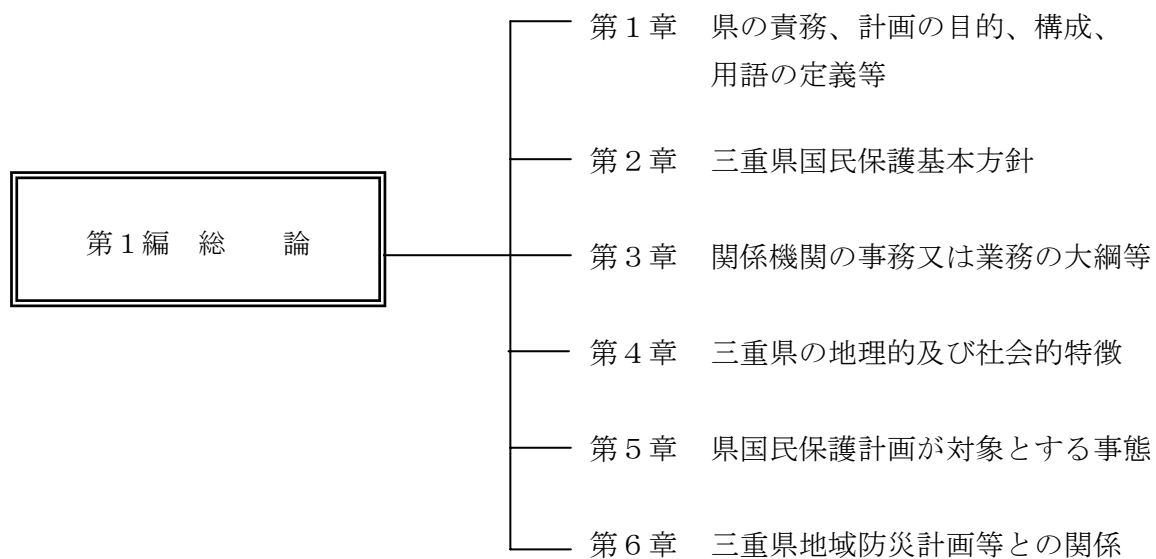 第１章　県の責務、計画の目的、構成、
用語の定義等
第２章　三重県国民保護基本方針
第１編　総　　論
第３章　関係機関の事務又は業務の大綱等
第４章　三重県の地理的及び社会的特徴
第５章　県国民保護計画が対象とする事態
第６章　三重県地域防災計画等との関係